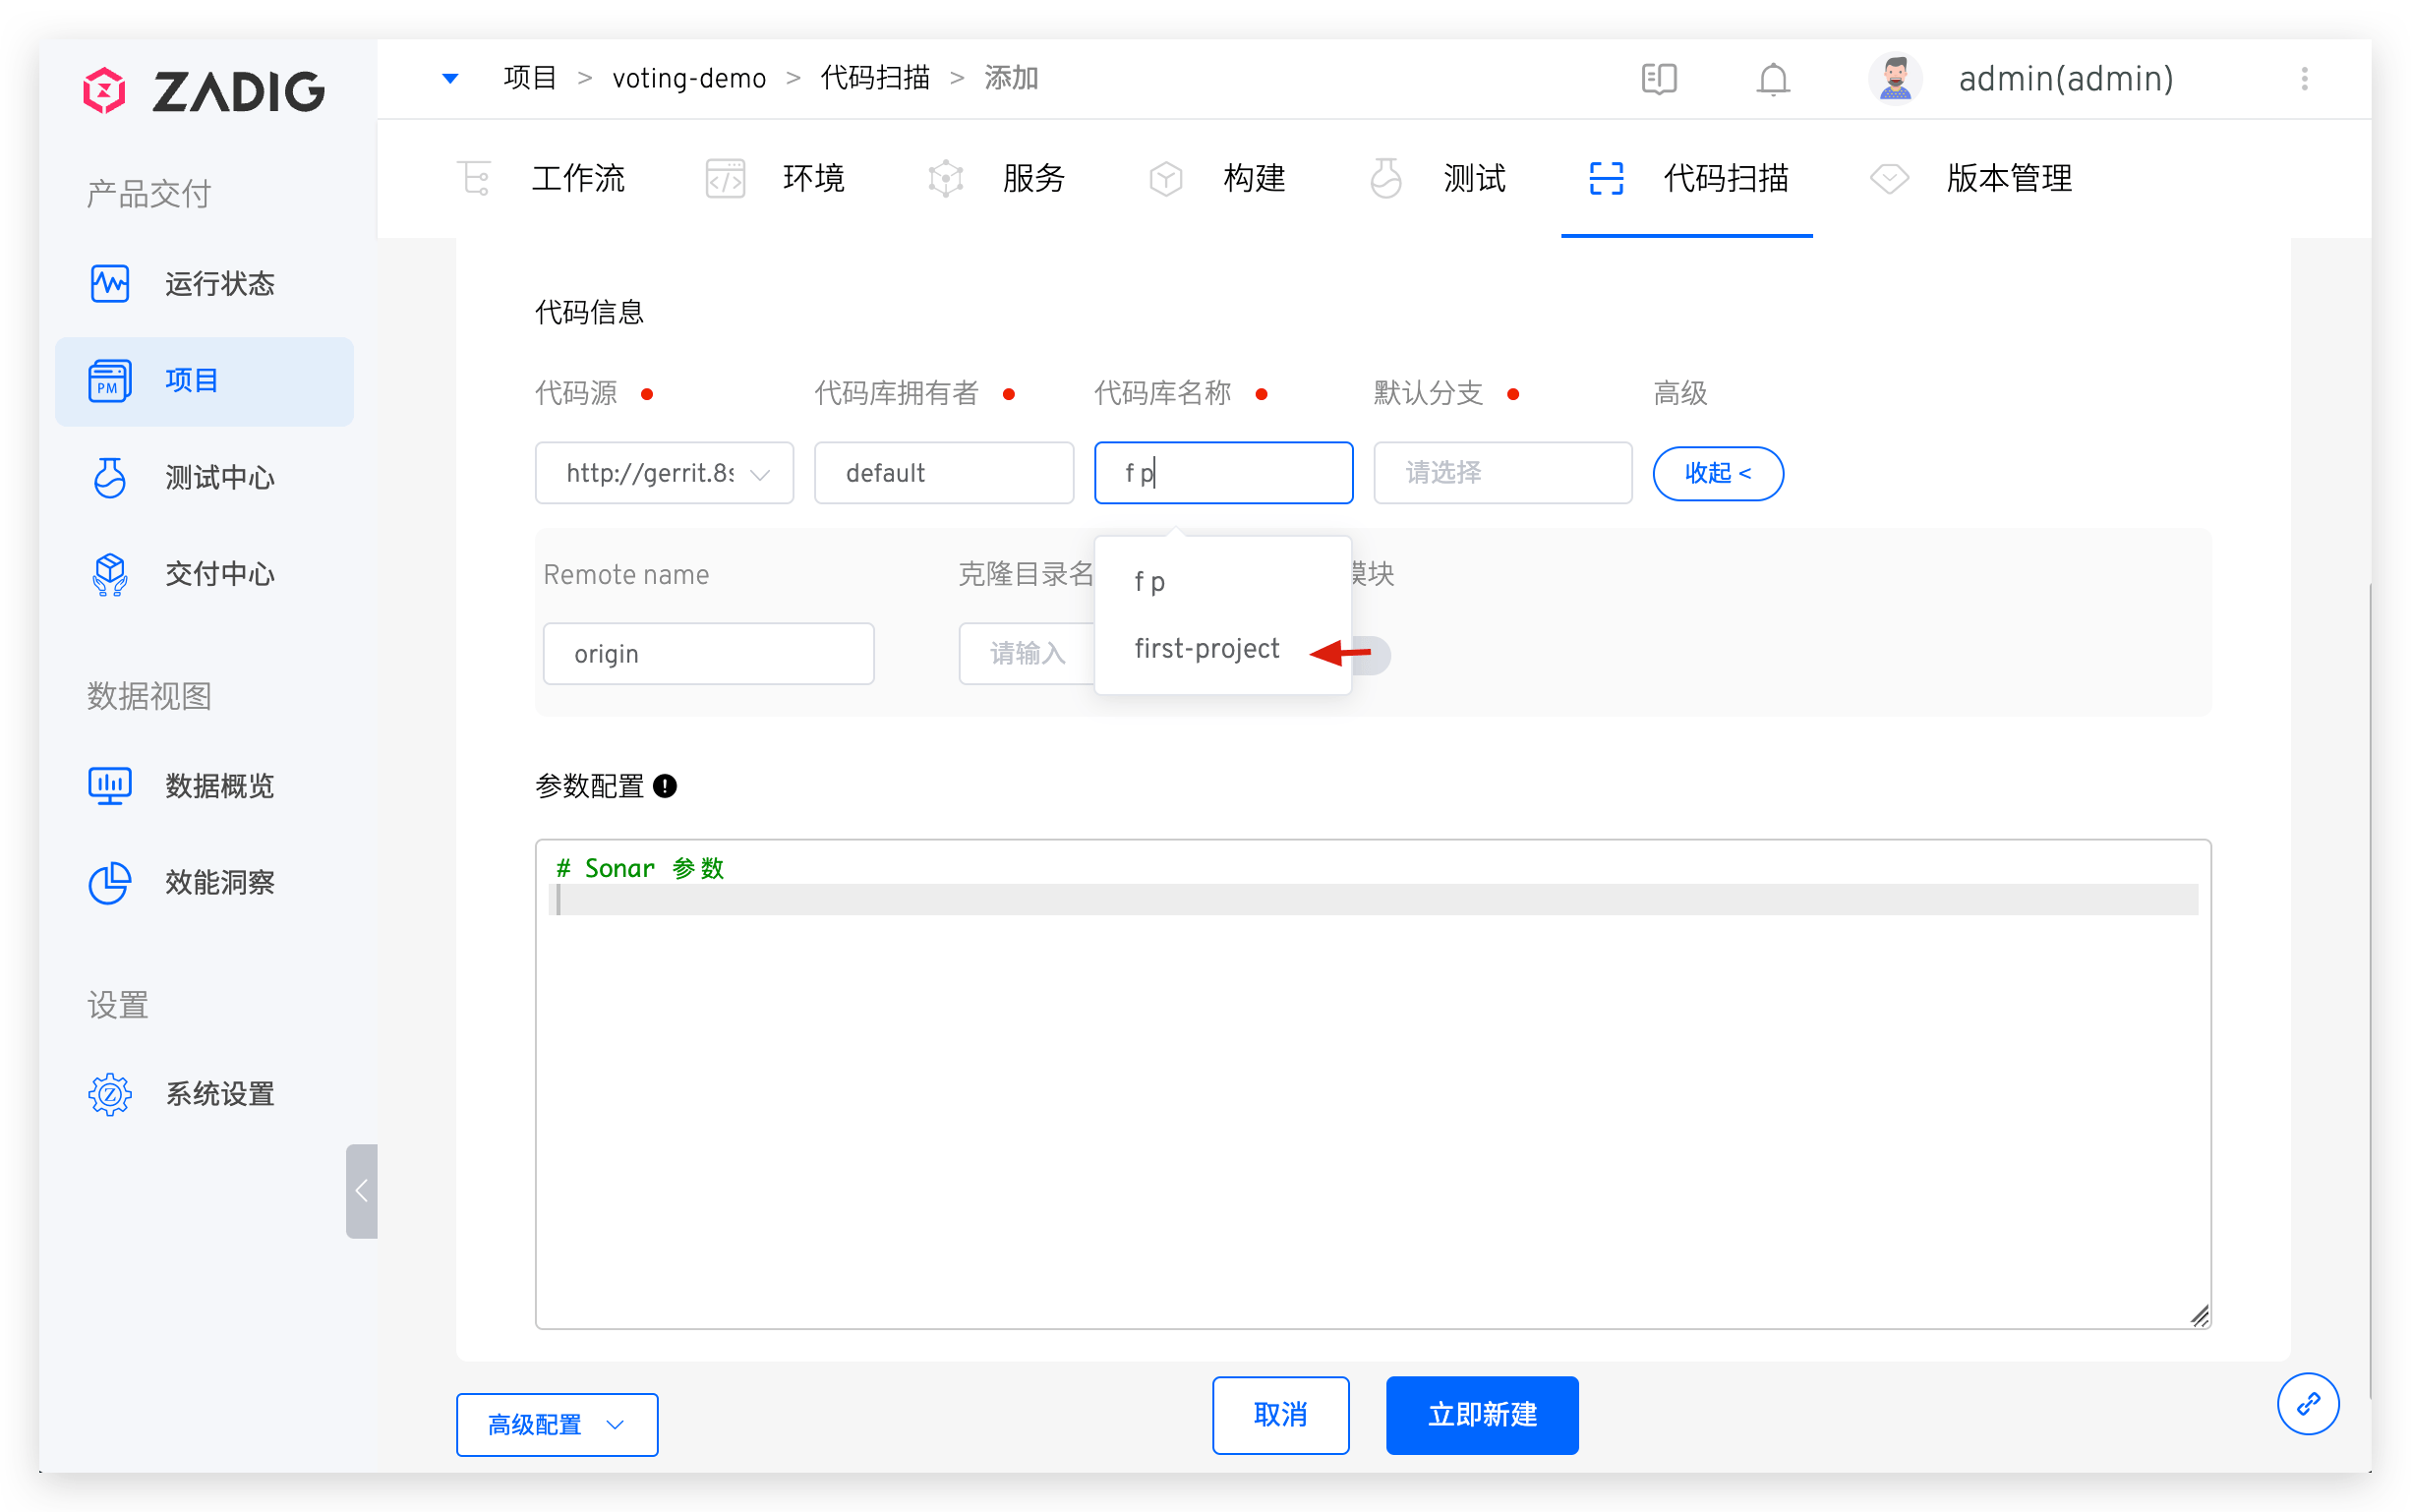 ZADIG
项目 > voting-demo > 代码扫描 > 添加
admin(admin)
产品交付
运行状态
PM
项目
测试中心
交付中心
数据视图
数据概览
效能洞察
设置
Z
系统设置
工作流
</> 环境
服务
构建
测试
代码扫描
版本管理
代码信息
代码源
代码库拥有者
代码库名称
默认分支
高级
http://gerrit.8s
default
f p
请选择
收起 <
Remote name
克隆目录名
模块
origin
请输入
f p
first-project
参数配置
# Sonar 参数
高级配置
取消
立即新建